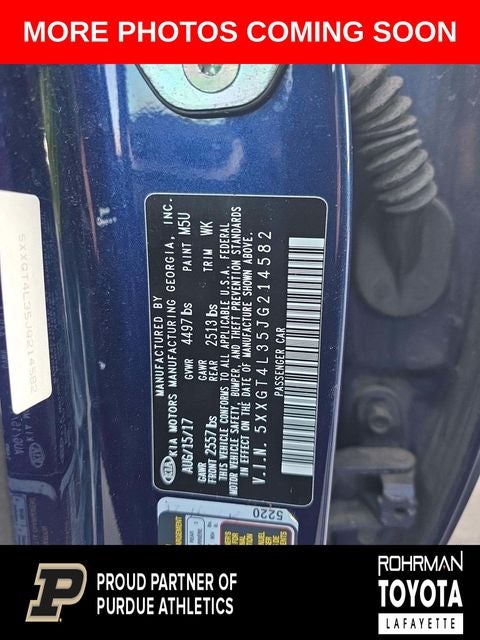 MORE PHOTOS COMING SOON
MANUFACTURED BY
KIA MOTORS MANUFACTURING GEORGIA, INC.
AUG/15/17 GVWR 4497 lbs PAINT M5U
GAWR FRONT 2557 lbs GAWR REAR 2513 lbs TRIM WK
THIS VEHICLE CONFORMS TO ALL APPLICABLE U.S.A. FEDERAL
MOTOR VEHICLE SAFETY, BUMPER, AND THEFT PREVENTION STANDARDS
IN EFFECT ON THE DATE OF MANUFACTURE SHOWN ABOVE.
V.I.N. 5XXGT4L35JG214582
PASSENGER CAR
KIA
5XXGT4L35JG214582
5220
P
PROUD PARTNER OF
PURDUE ATHLETICS
ROHRMAN
TOYOTA
LAFAYETTE